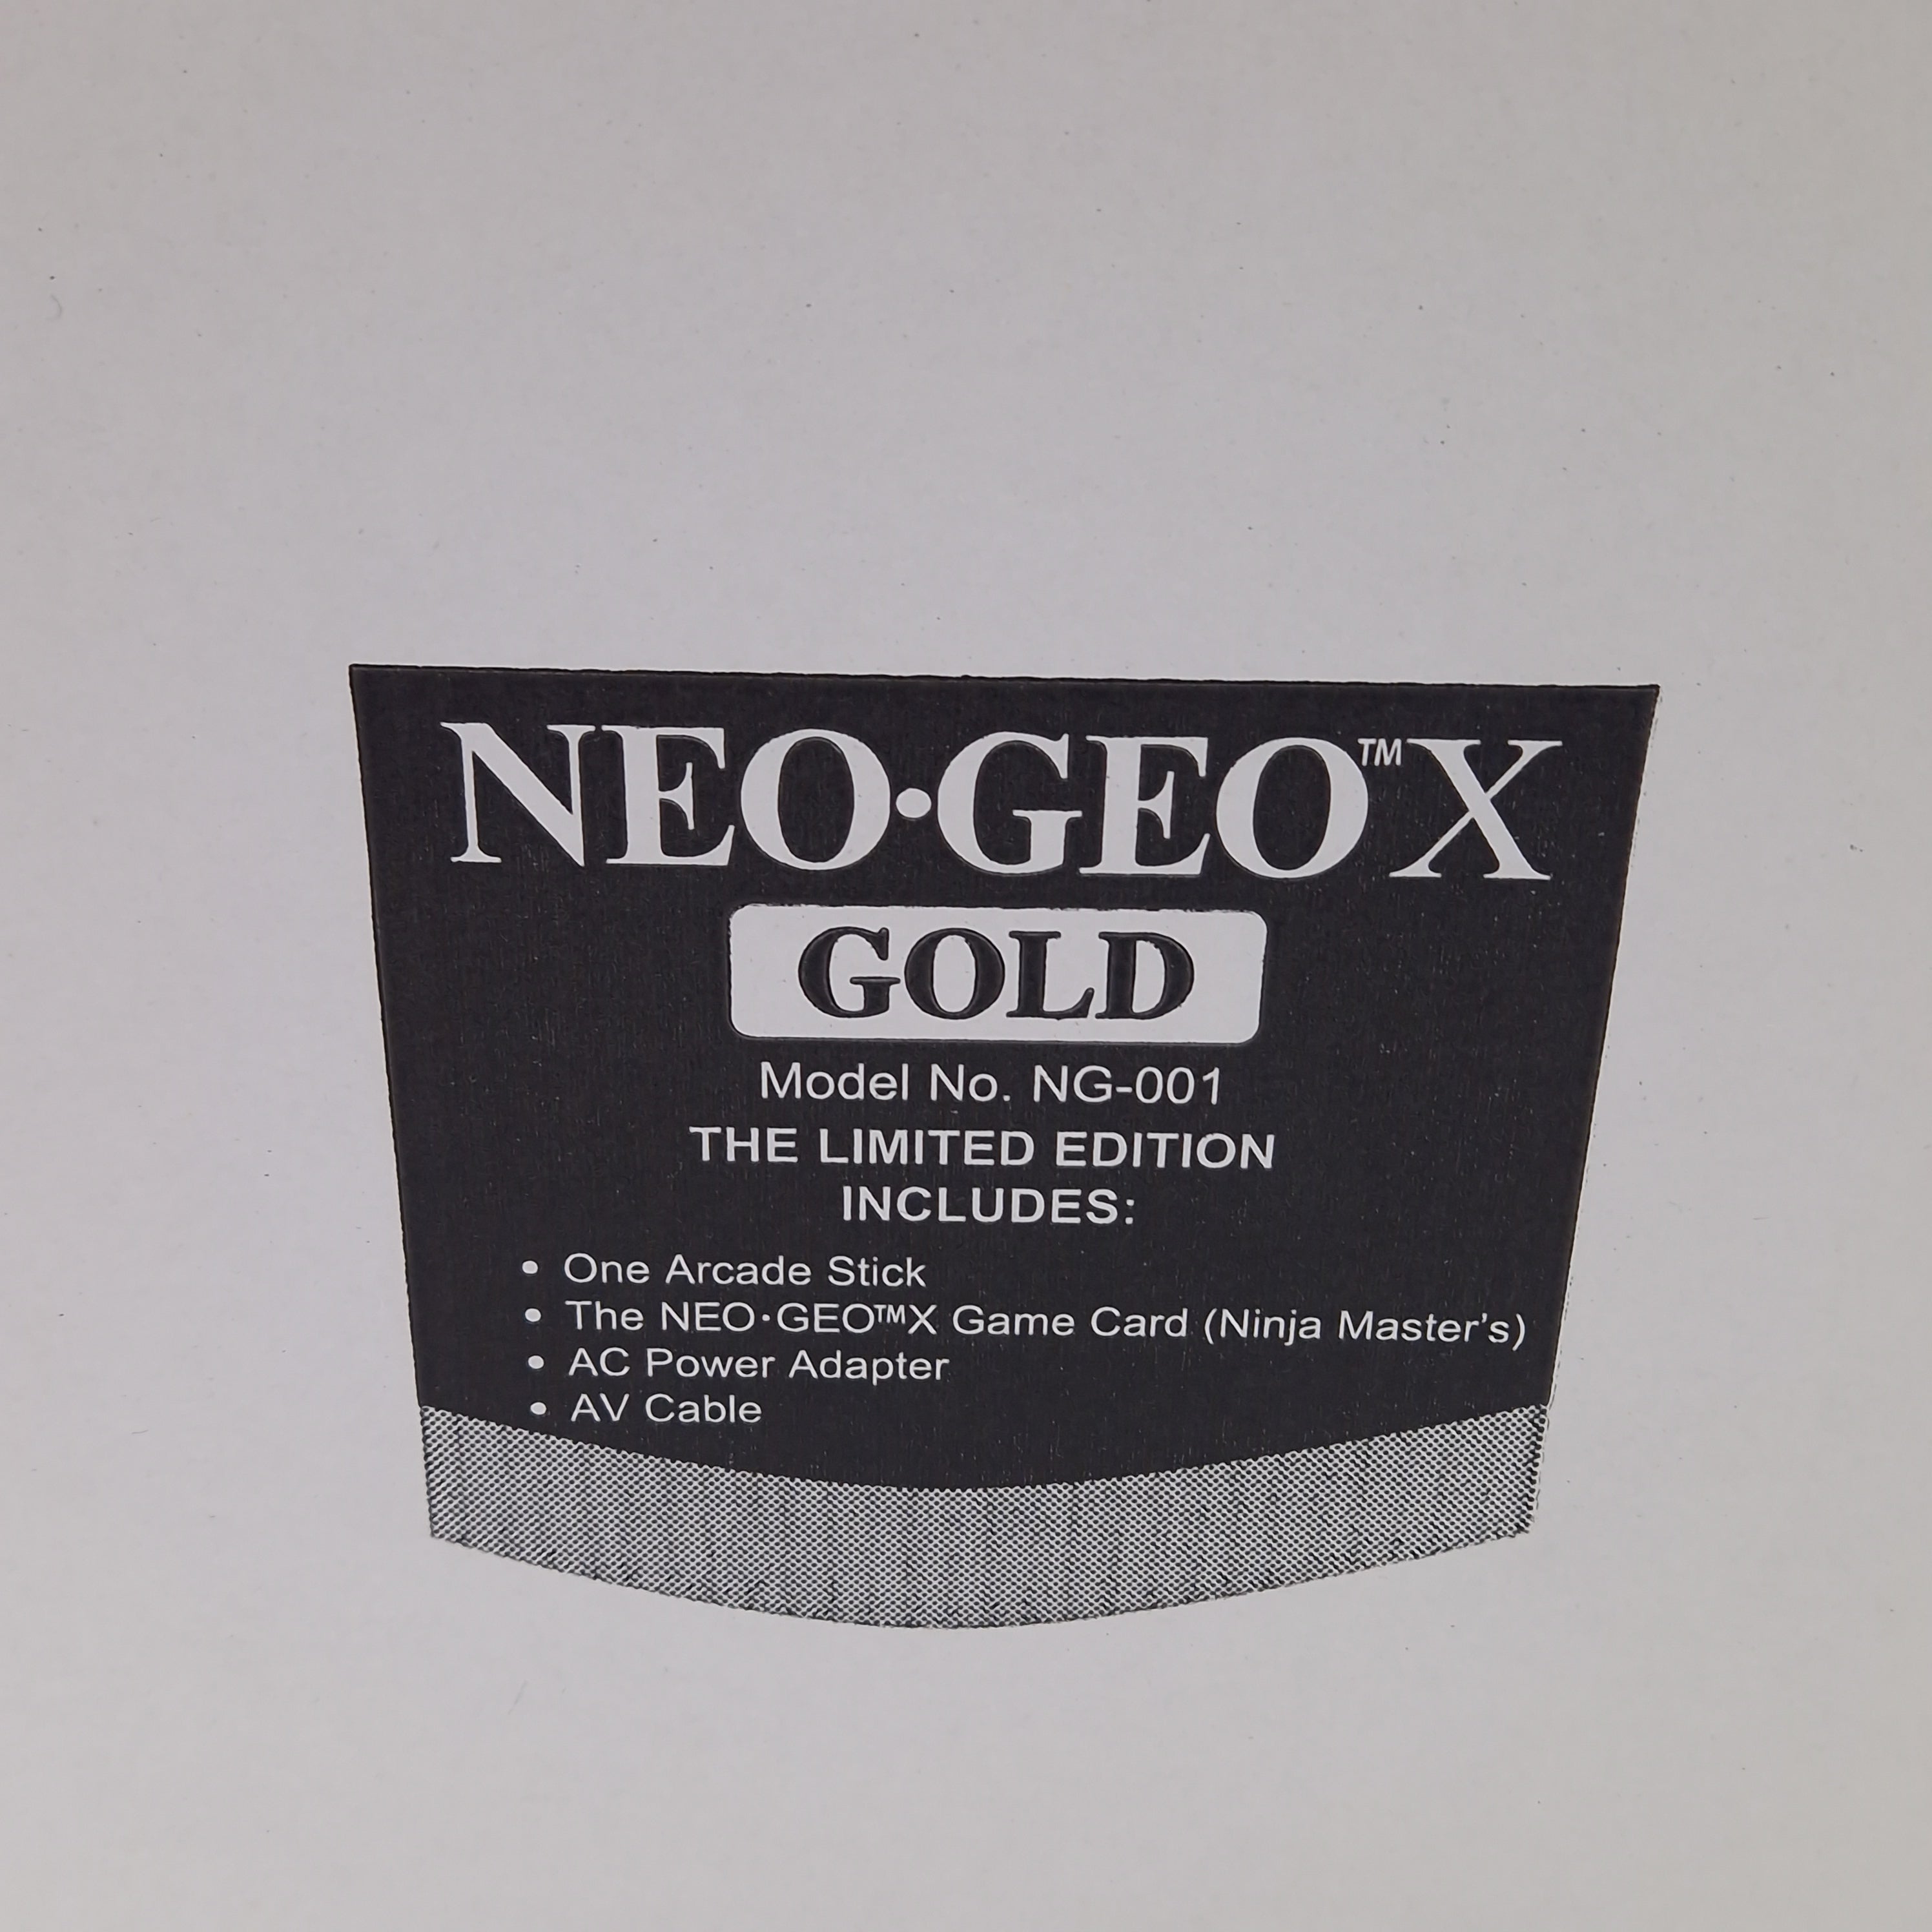 NEO•GEO™X
GOLD
Model No. NG-001
THE LIMITED EDITION
INCLUDES:
• One Arcade Stick
• The NEO•GEO™X Game Card (Ninja Master's)
• AC Power Adapter
• AV Cable